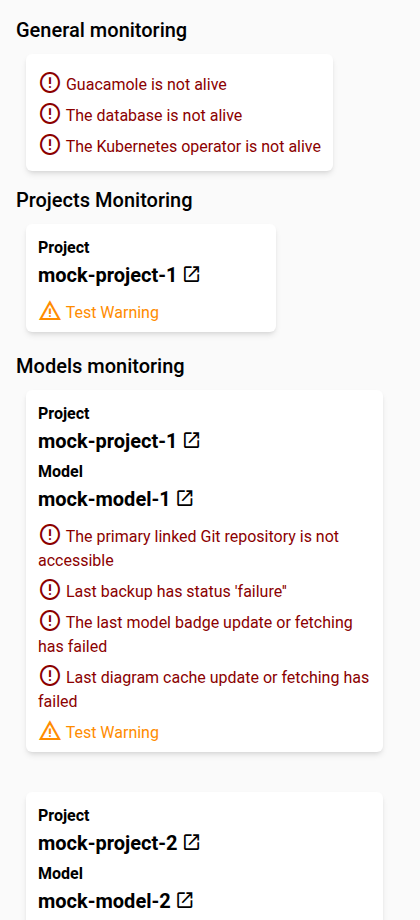 General monitoring
Guacamole is not alive
The database is not alive
The Kubernetes operator is not alive
Projects Monitoring
Project
mock-project-1
Test Warning
Models monitoring
Project
mock-project-1
Model
mock-model-1
The primary linked Git repository is not
accessible
Last backup has status 'failure"
The last model badge update or fetching
has failed
Last diagram cache update or fetching has
failed
Test Warning
Project
mock-project-2
Model
mock-model-2